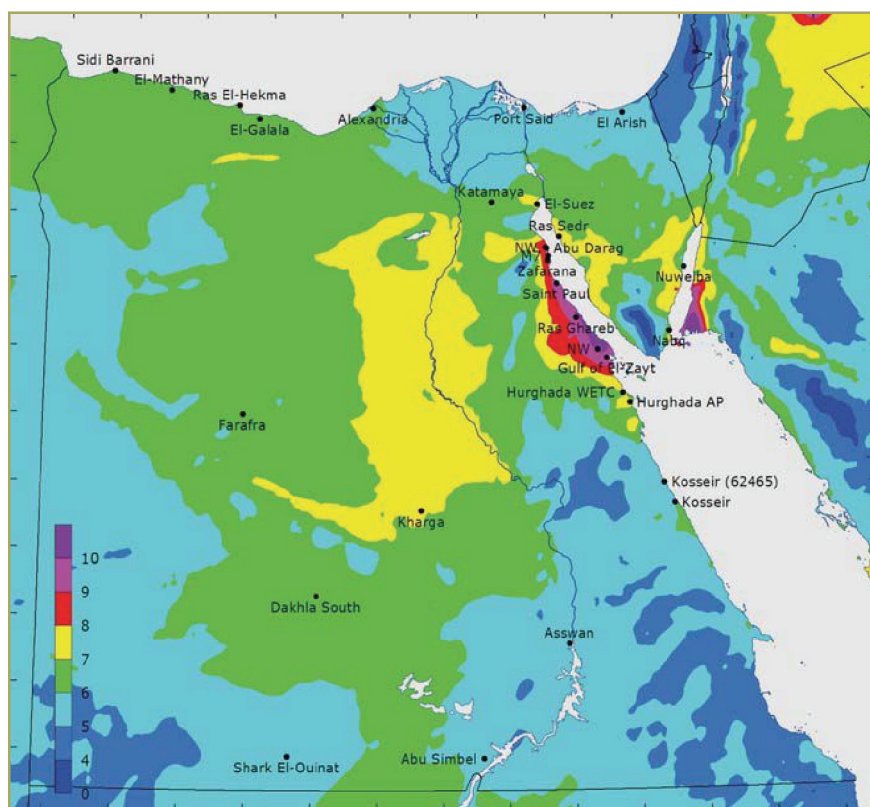 Sidi Barrani
El-Mathany
Ras El-Hekma
El-Galala
Alexandria
Port Said
El Arish
Katamaya
El-Suez
Ras Sedr
NW
Abu Darag
M7
Zafarana
Nuweiba
Saint Paul
Ras Ghareb
Nabq
NW
Gulf of El-Zayt
Hurghada WETC
Hurghada AP
Farafra
Kosseir (62465)
Kosseir
Kharga
10
9
8
7
6
5
4
0
Dakhla South
Asswan
Shark El-Ouinat
Abu Simbel